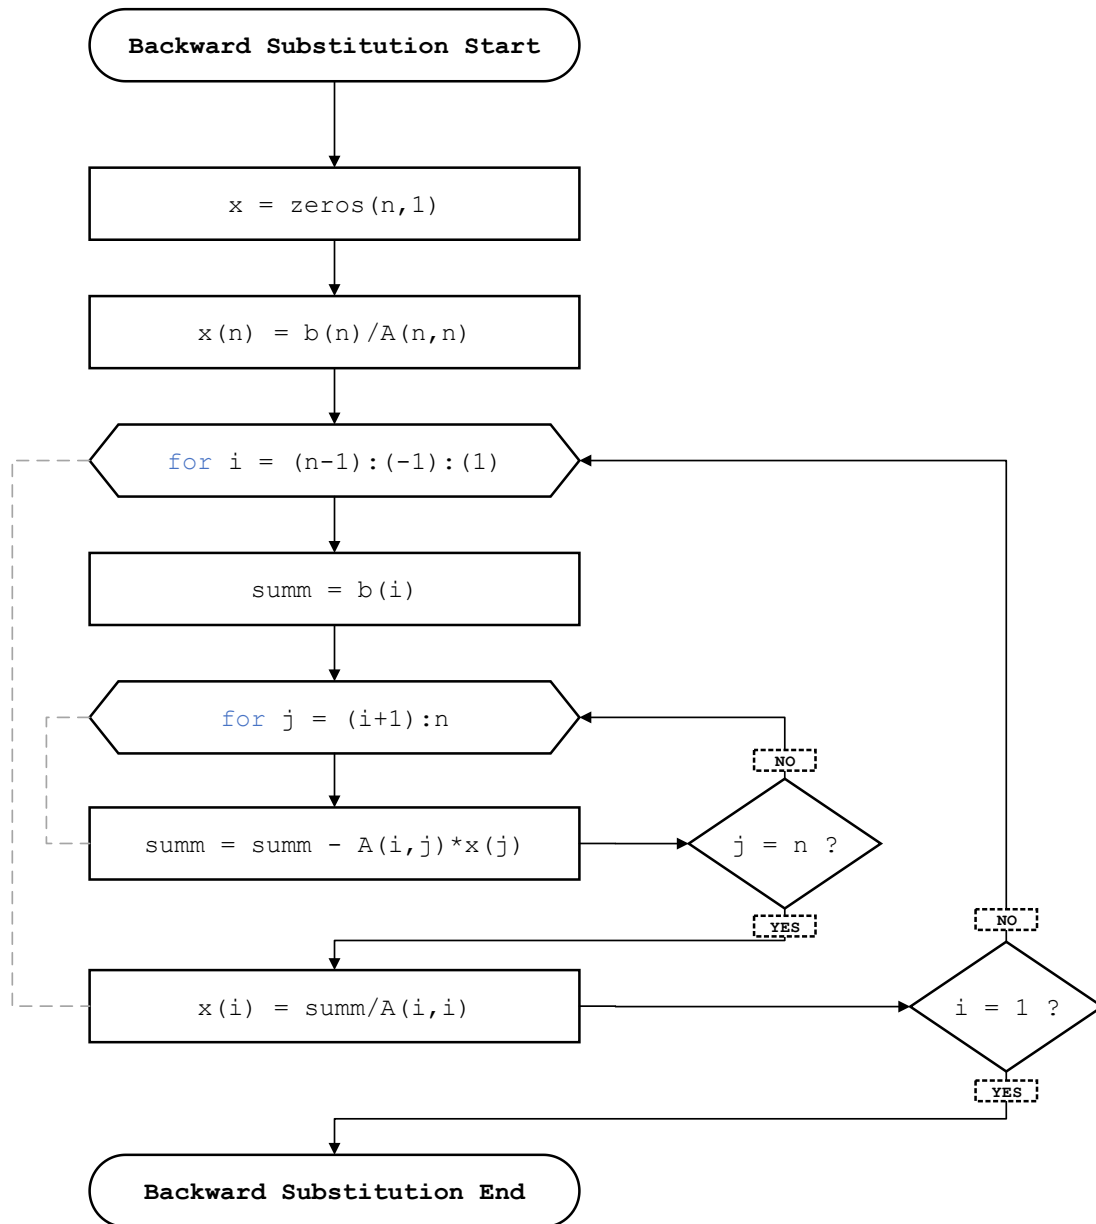 Backward Substitution Start
x = zeros(n,1)
x(n) = b(n)/A(n,n)
for i = (n-1):(-1):(1)
summ = b(i)
for j = (i+1):n
NO
summ = summ - A(i,j)*x(j)
j = n ?
YES
NO
x(i) = summ/A(i,i)
i = 1 ?
YES
Backward Substitution End